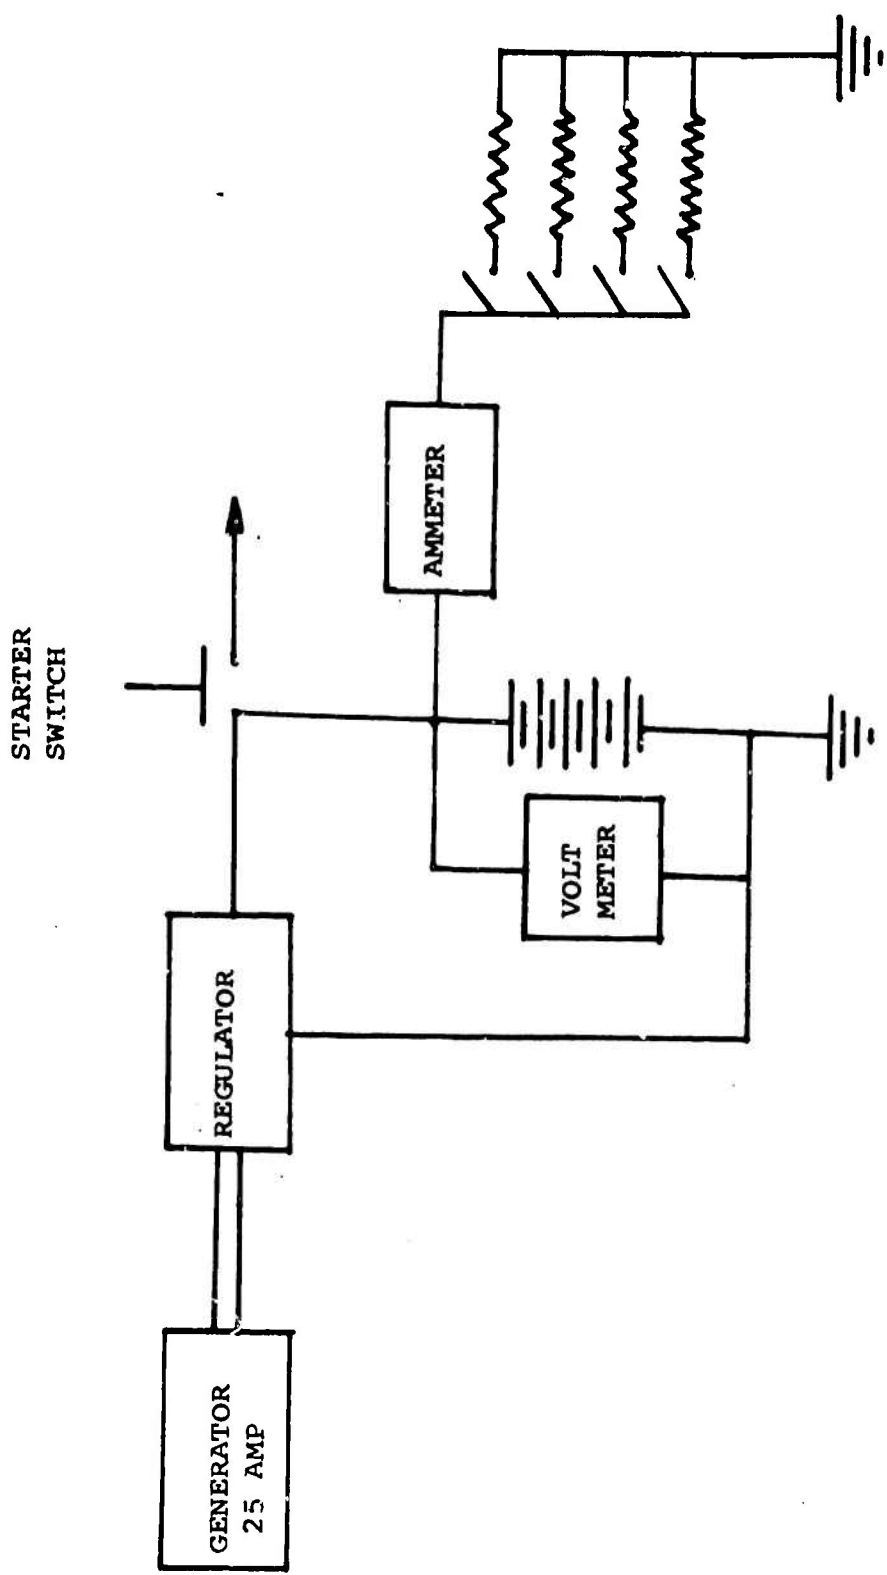 STARTER
SWITCH
AMMETER
VOLT
METER
REGULATOR
GENERATOR
25 AMP